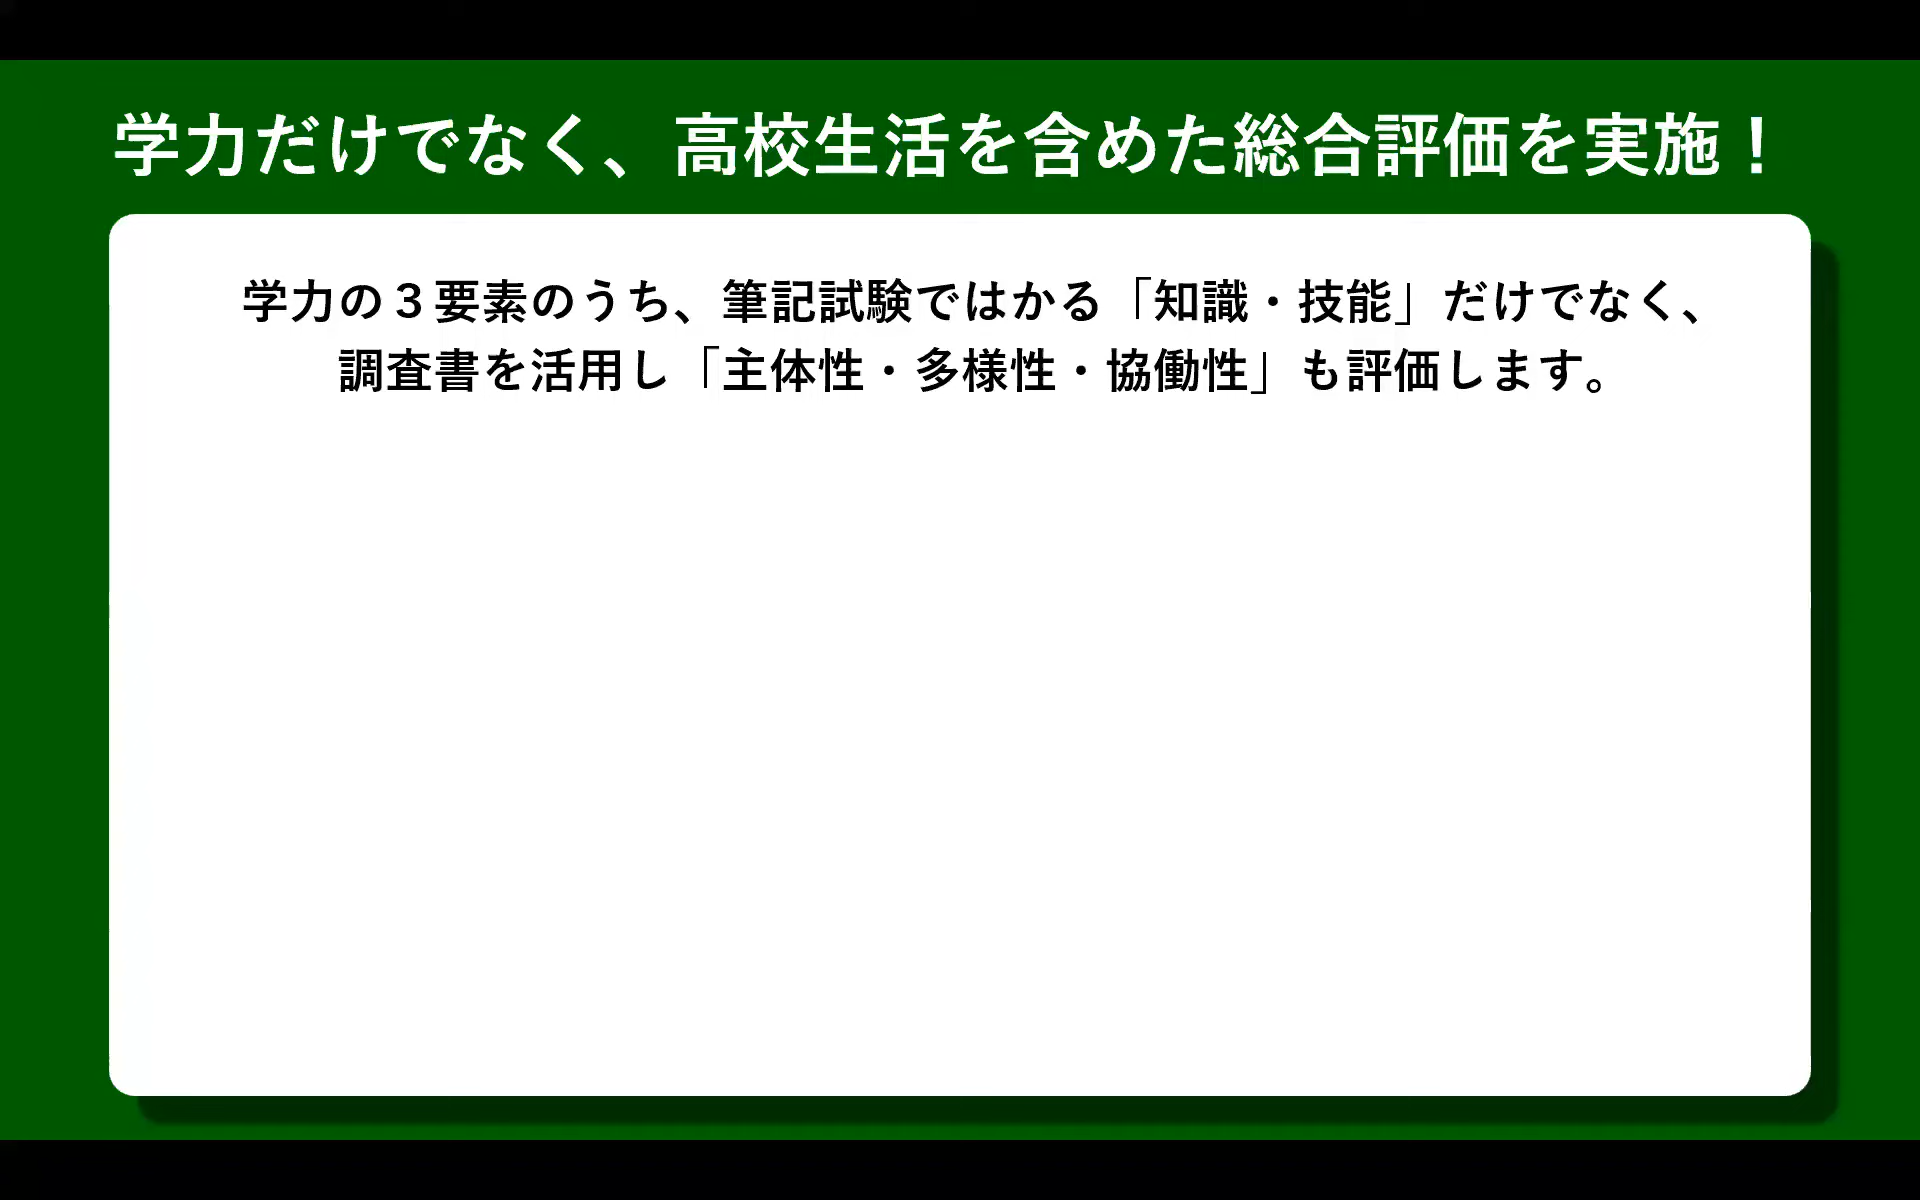 学力だけでなく、高校生活を含めた総合評価を実施！
学力の３要素のうち、筆記試験ではかる「知識・技能」だけでなく、
調査書を活用し「主体性・多様性・協働性」も評価します。